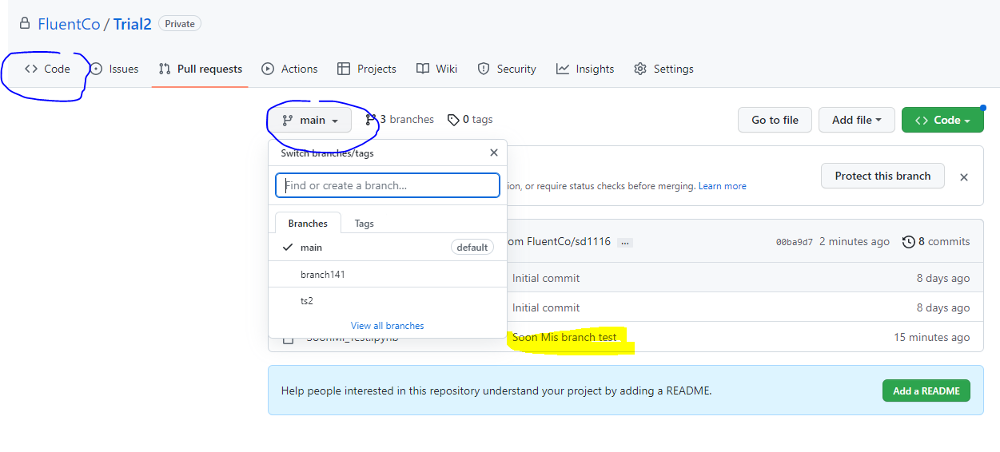 FluentCo / Trial2 Private
Code Issues Pull requests Actions Projects Wiki Security Insights Settings
main 3 branches 0 tags Go to file Add file Code
Switch branches/tags
Find or create a branch...
ion, or require status checks before merging. Learn more
Protect this branch
Branches Tags
main default
om FluentCo/sd1116 ... 00ba9d7 2 minutes ago 8 commits
branch141
Initial commit 8 days ago
ts2
Initial commit 8 days ago
View all branches
SoonMi_Test.ipynb Soon Mis branch test 15 minutes ago
Help people interested in this repository understand your project by adding a README. Add a README